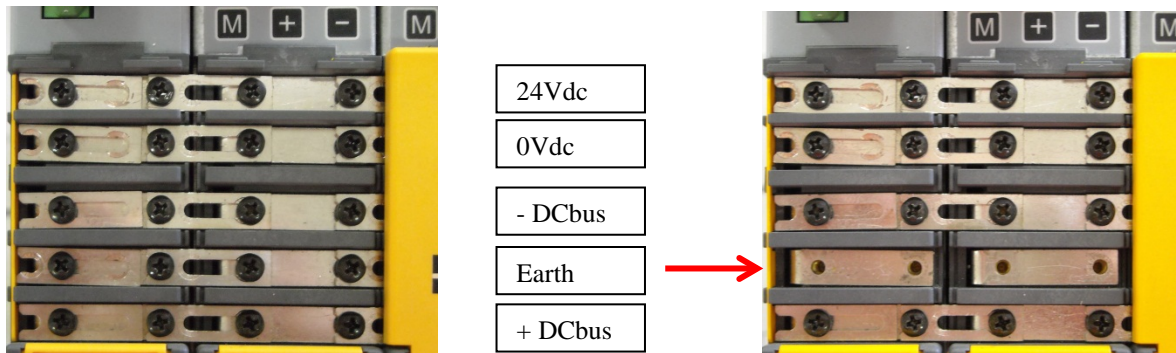 M + -
M
M + -
M
24Vdc
0Vdc
- DCbus
Earth
+ DCbus